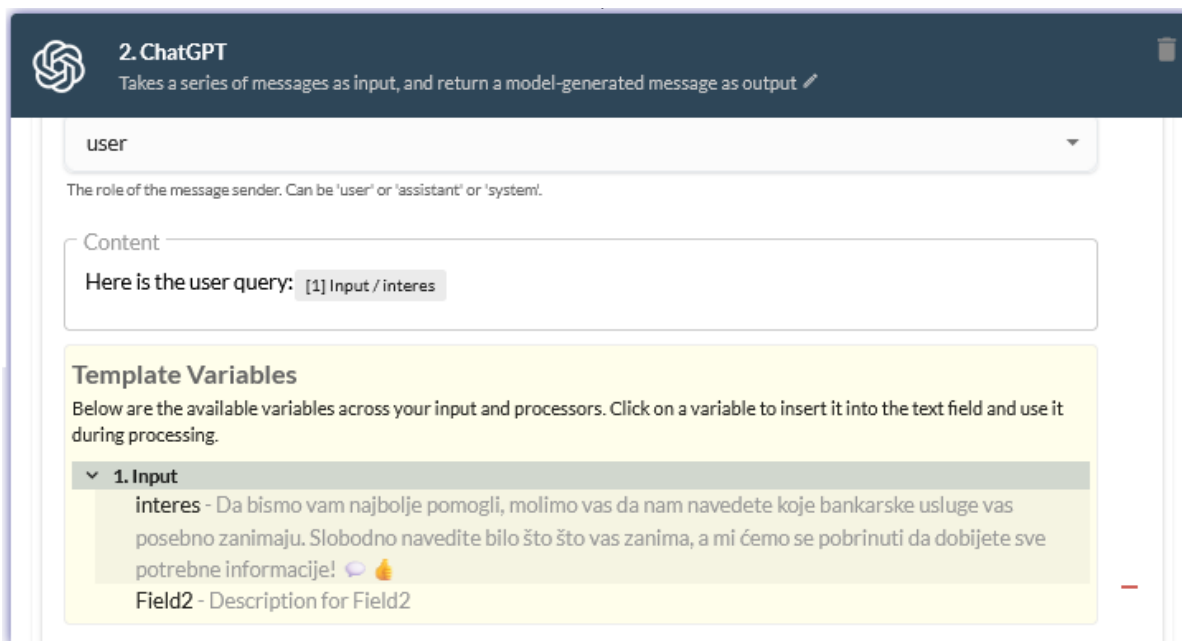 2. ChatGPT
Takes a series of messages as input, and return a model-generated message as output
user
The role of the message sender. Can be 'user' or 'assistant' or 'system'.
Content
Here is the user query: [1] Input / interes
Template Variables
Below are the available variables across your input and processors. Click on a variable to insert it into the text field and use it
during processing.
1. Input
interes - Da bismo vam najbolje pomogli, molimo vas da nam navedete koje bankarske usluge vas
posebno zanimaju. Slobodno navedite bilo što što vas zanima, a mi ćemo se pobrinuti da dobijete sve
potrebne informacije! 💬 👍
Field2 - Description for Field2